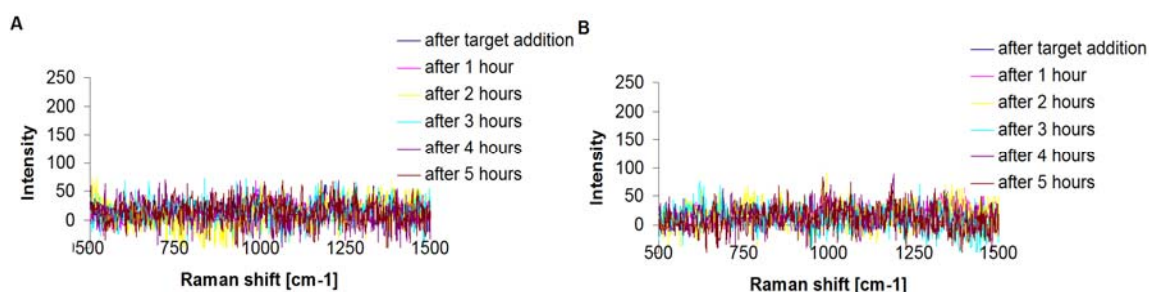 A
after target addition
after 1 hour
after 2 hours
after 3 hours
after 4 hours
after 5 hours
250
200
150
100
50
0
Intensity
500 750 1000 1250 1500
Raman shift [cm-1]
B
after target addition
after 1 hour
after 2 hours
after 3 hours
after 4 hours
after 5 hours
250
200
150
100
50
0
Intensity
500 750 1000 1250 1500
Raman shift [cm-1]